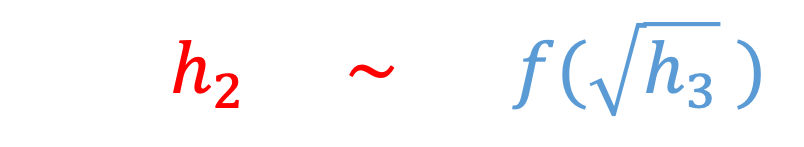 h₂ ~ f(√h₃)